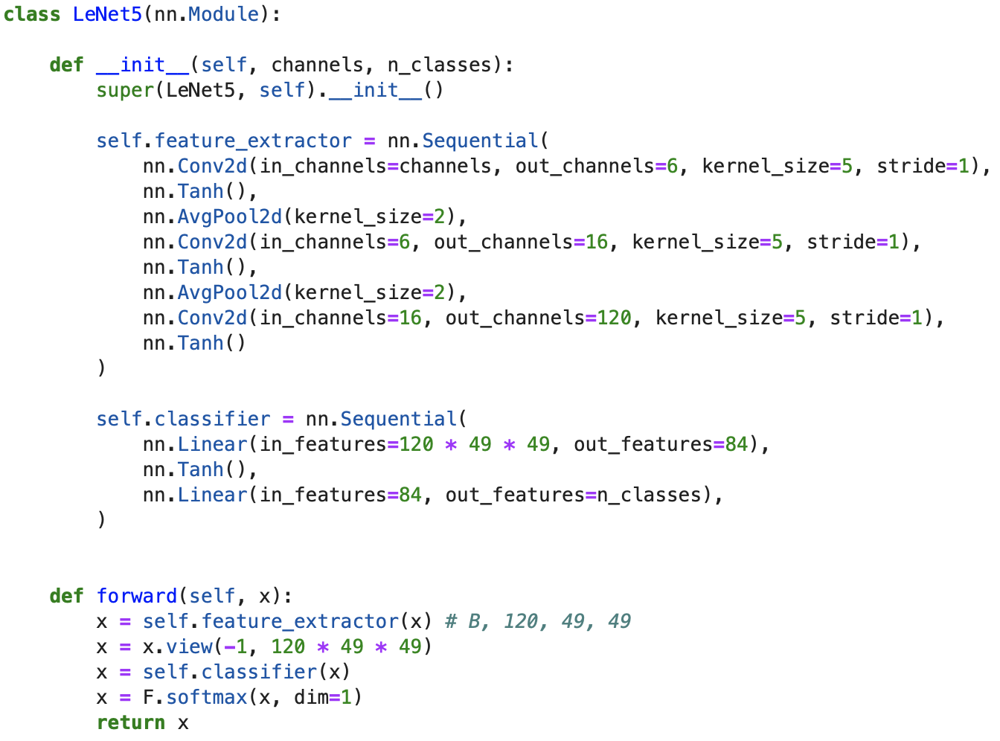 class LeNet5(nn.Module):
    def __init__(self, channels, n_classes):
        super(LeNet5, self).__init__()
        self.feature_extractor = nn.Sequential(
            nn.Conv2d(in_channels=channels, out_channels=6, kernel_size=5, stride=1),
            nn.Tanh(),
            nn.AvgPool2d(kernel_size=2),
            nn.Conv2d(in_channels=6, out_channels=16, kernel_size=5, stride=1),
            nn.Tanh(),
            nn.AvgPool2d(kernel_size=2),
            nn.Conv2d(in_channels=16, out_channels=120, kernel_size=5, stride=1),
            nn.Tanh()
        )
        self.classifier = nn.Sequential(
            nn.Linear(in_features=120 * 49 * 49, out_features=84),
            nn.Tanh(),
            nn.Linear(in_features=84, out_features=n_classes),
        )
    def forward(self, x):
        x = self.feature_extractor(x) # B, 120, 49, 49
        x = x.view(-1, 120 * 49 * 49)
        x = self.classifier(x)
        x = F.softmax(x, dim=1)
        return x